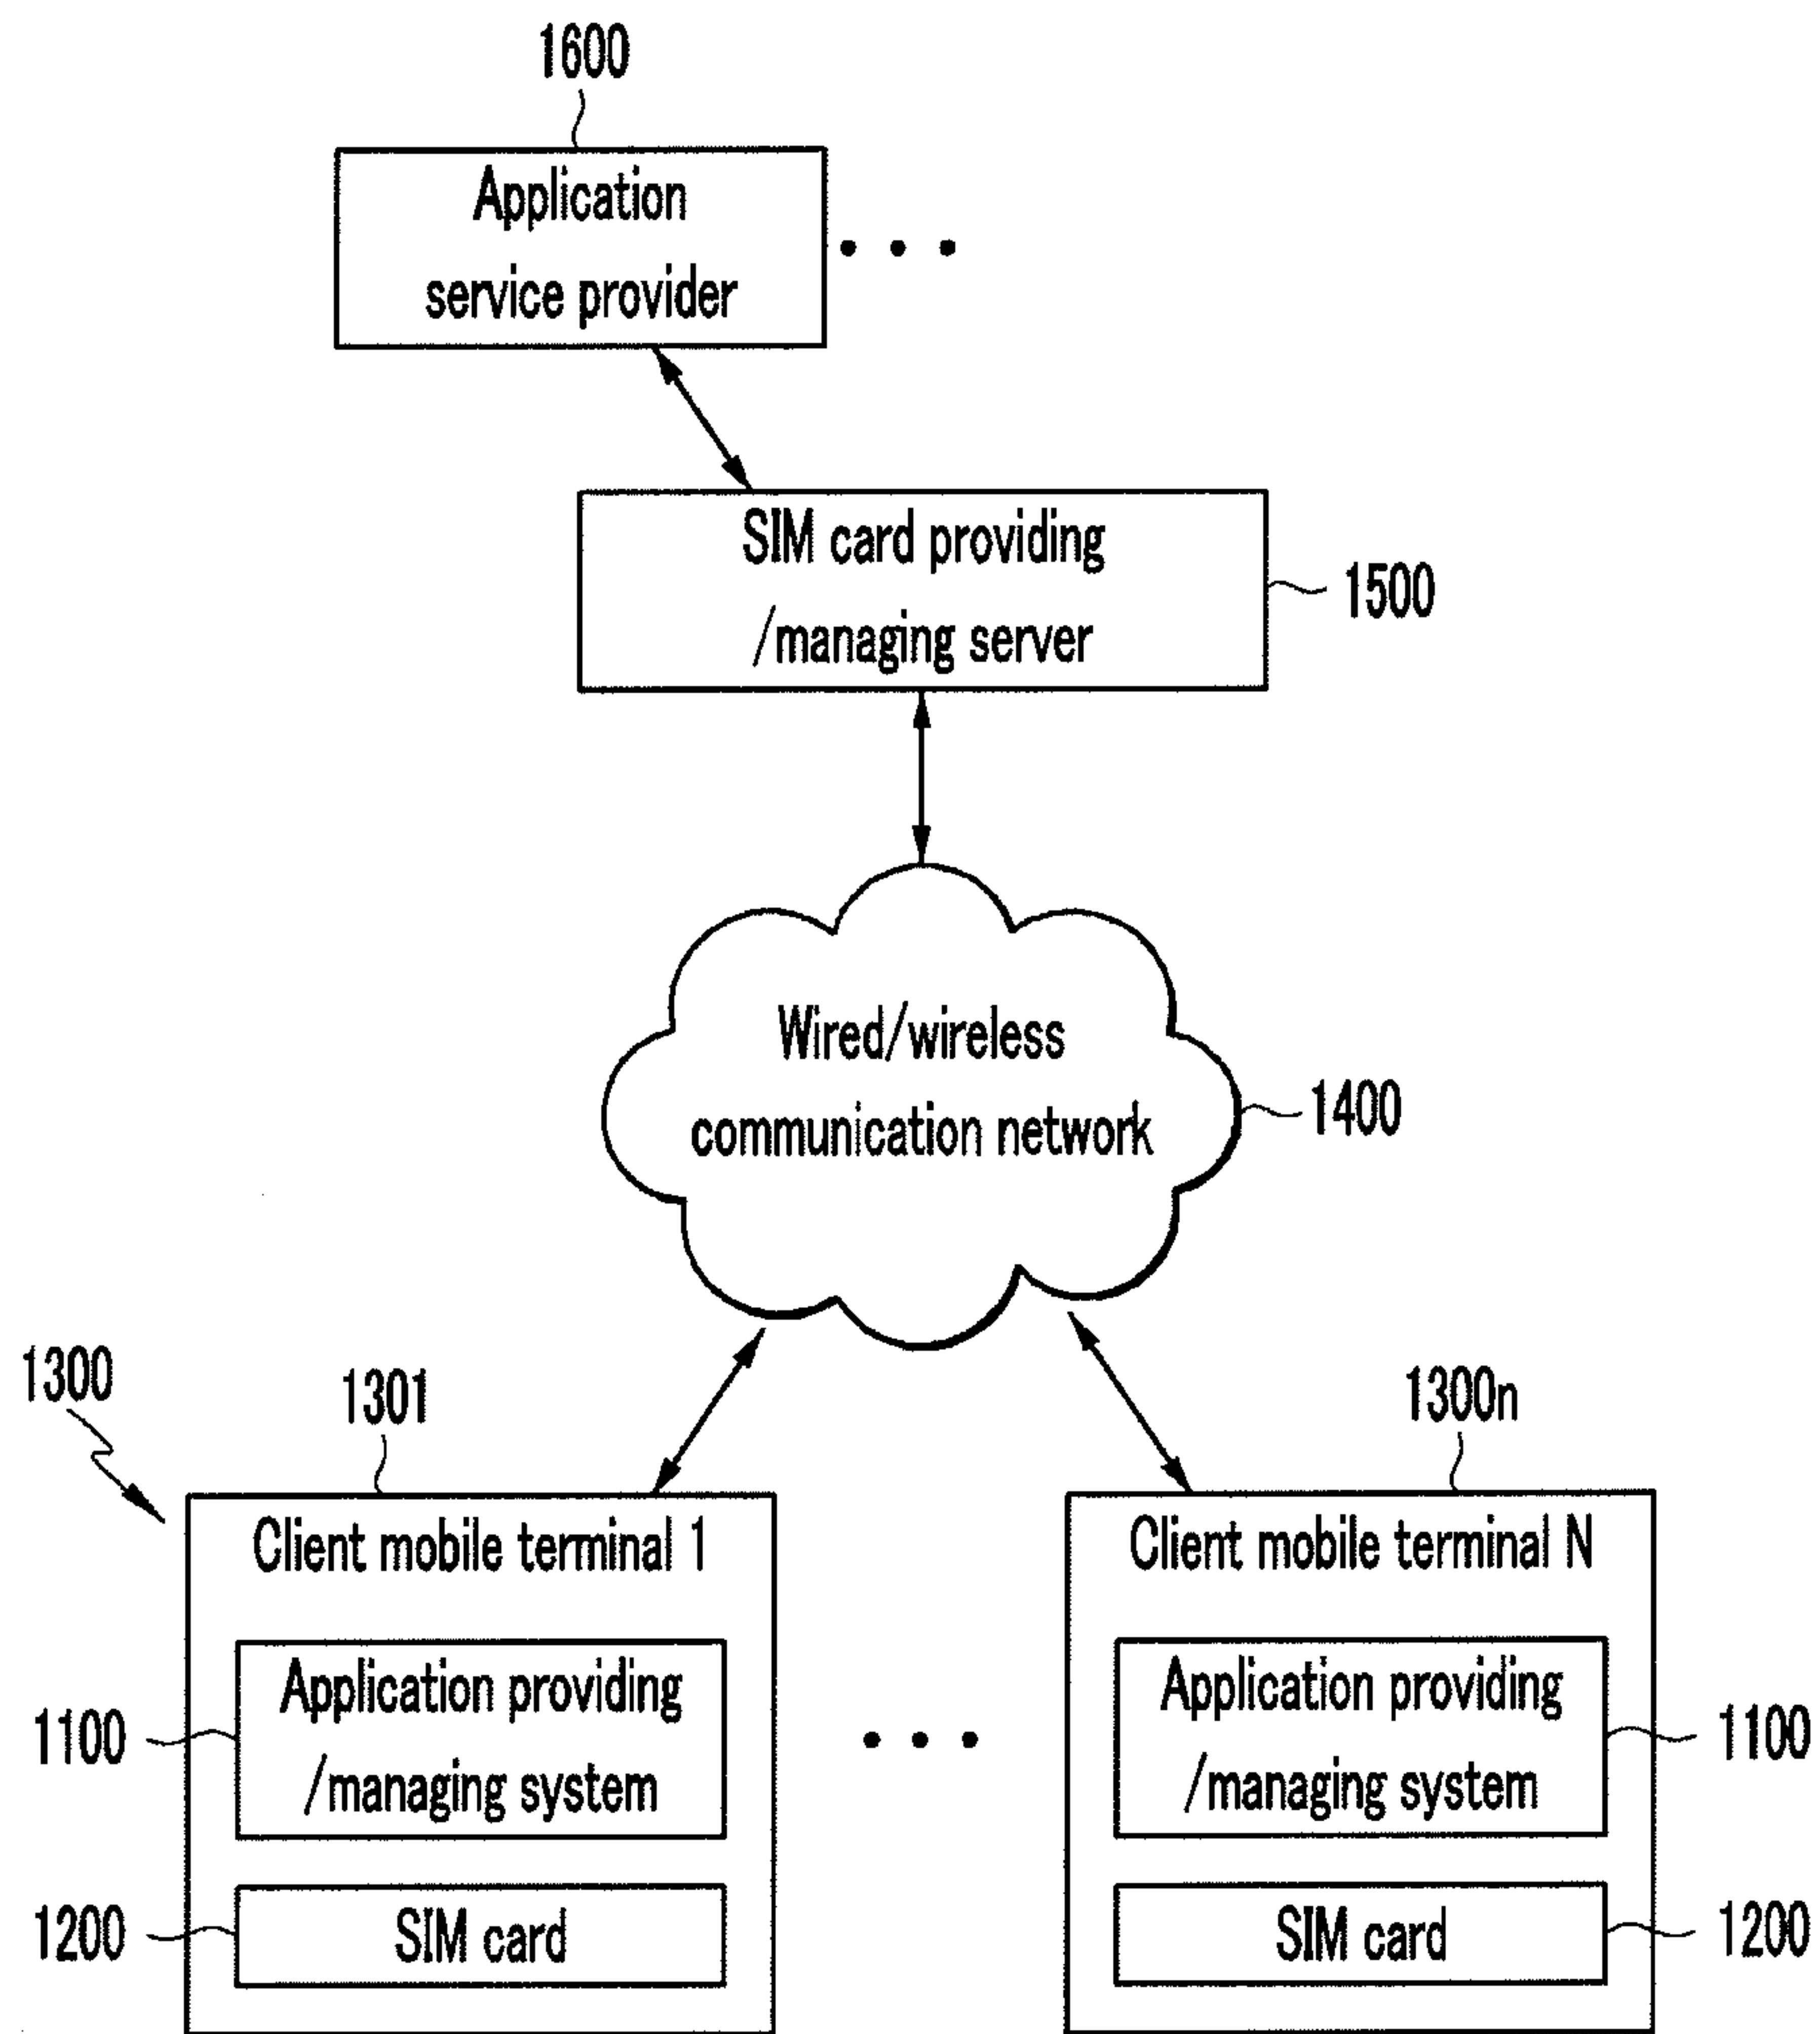 1600
Application
service provider
SIM card providing
/managing server
1500
Wired/wireless
communication network
1400
1300
1301
1300n
Client mobile terminal 1
Client mobile terminal N
Application providing
/managing system
1100
Application providing
/managing system
1100
1200
SIM card
SIM card
1200